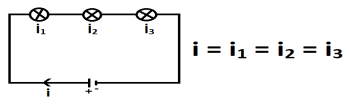 i₁ i₂ i₃
i = i₁ = i₂ = i₃
i + -